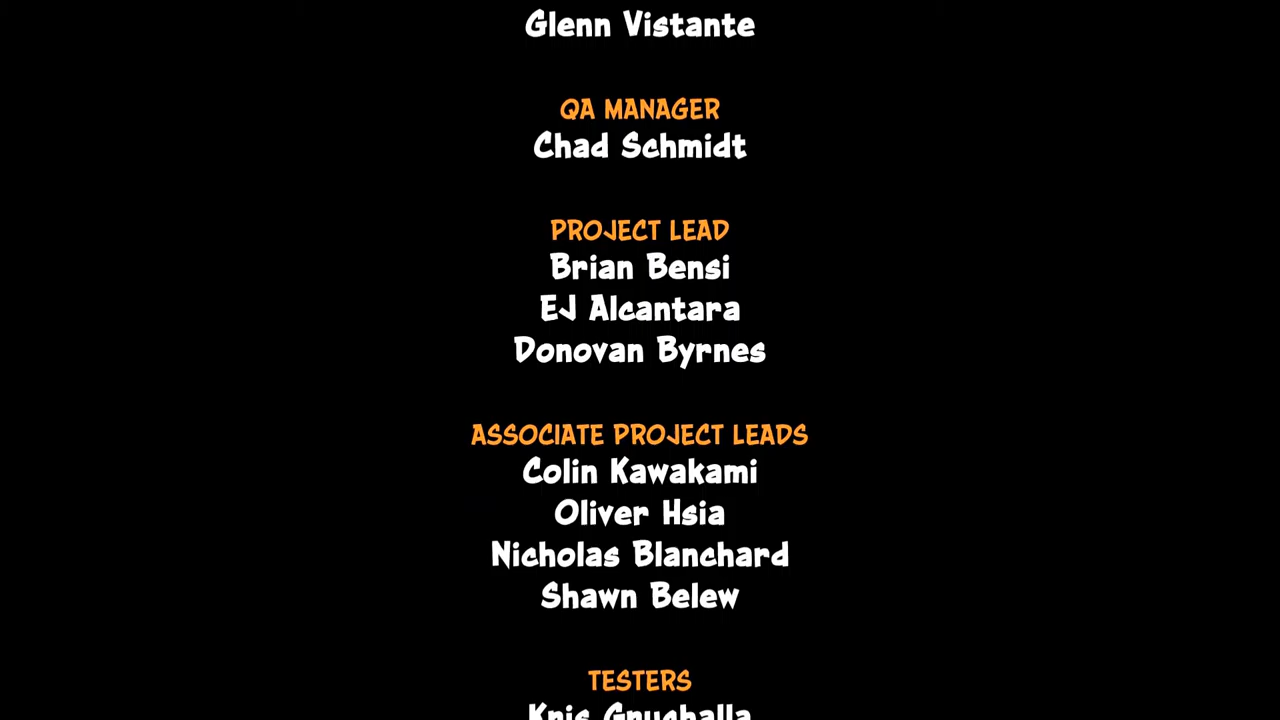 Glenn Vistante
QA MANAGER
Chad Schmidt
PROJECT LEAD
Brian Bensi
EJ Alcantara
Donovan Byrnes
ASSOCIATE PROJECT LEADS
Colin Kawakami
Oliver Hsia
Nicholas Blanchard
Shawn Belew
TESTERS